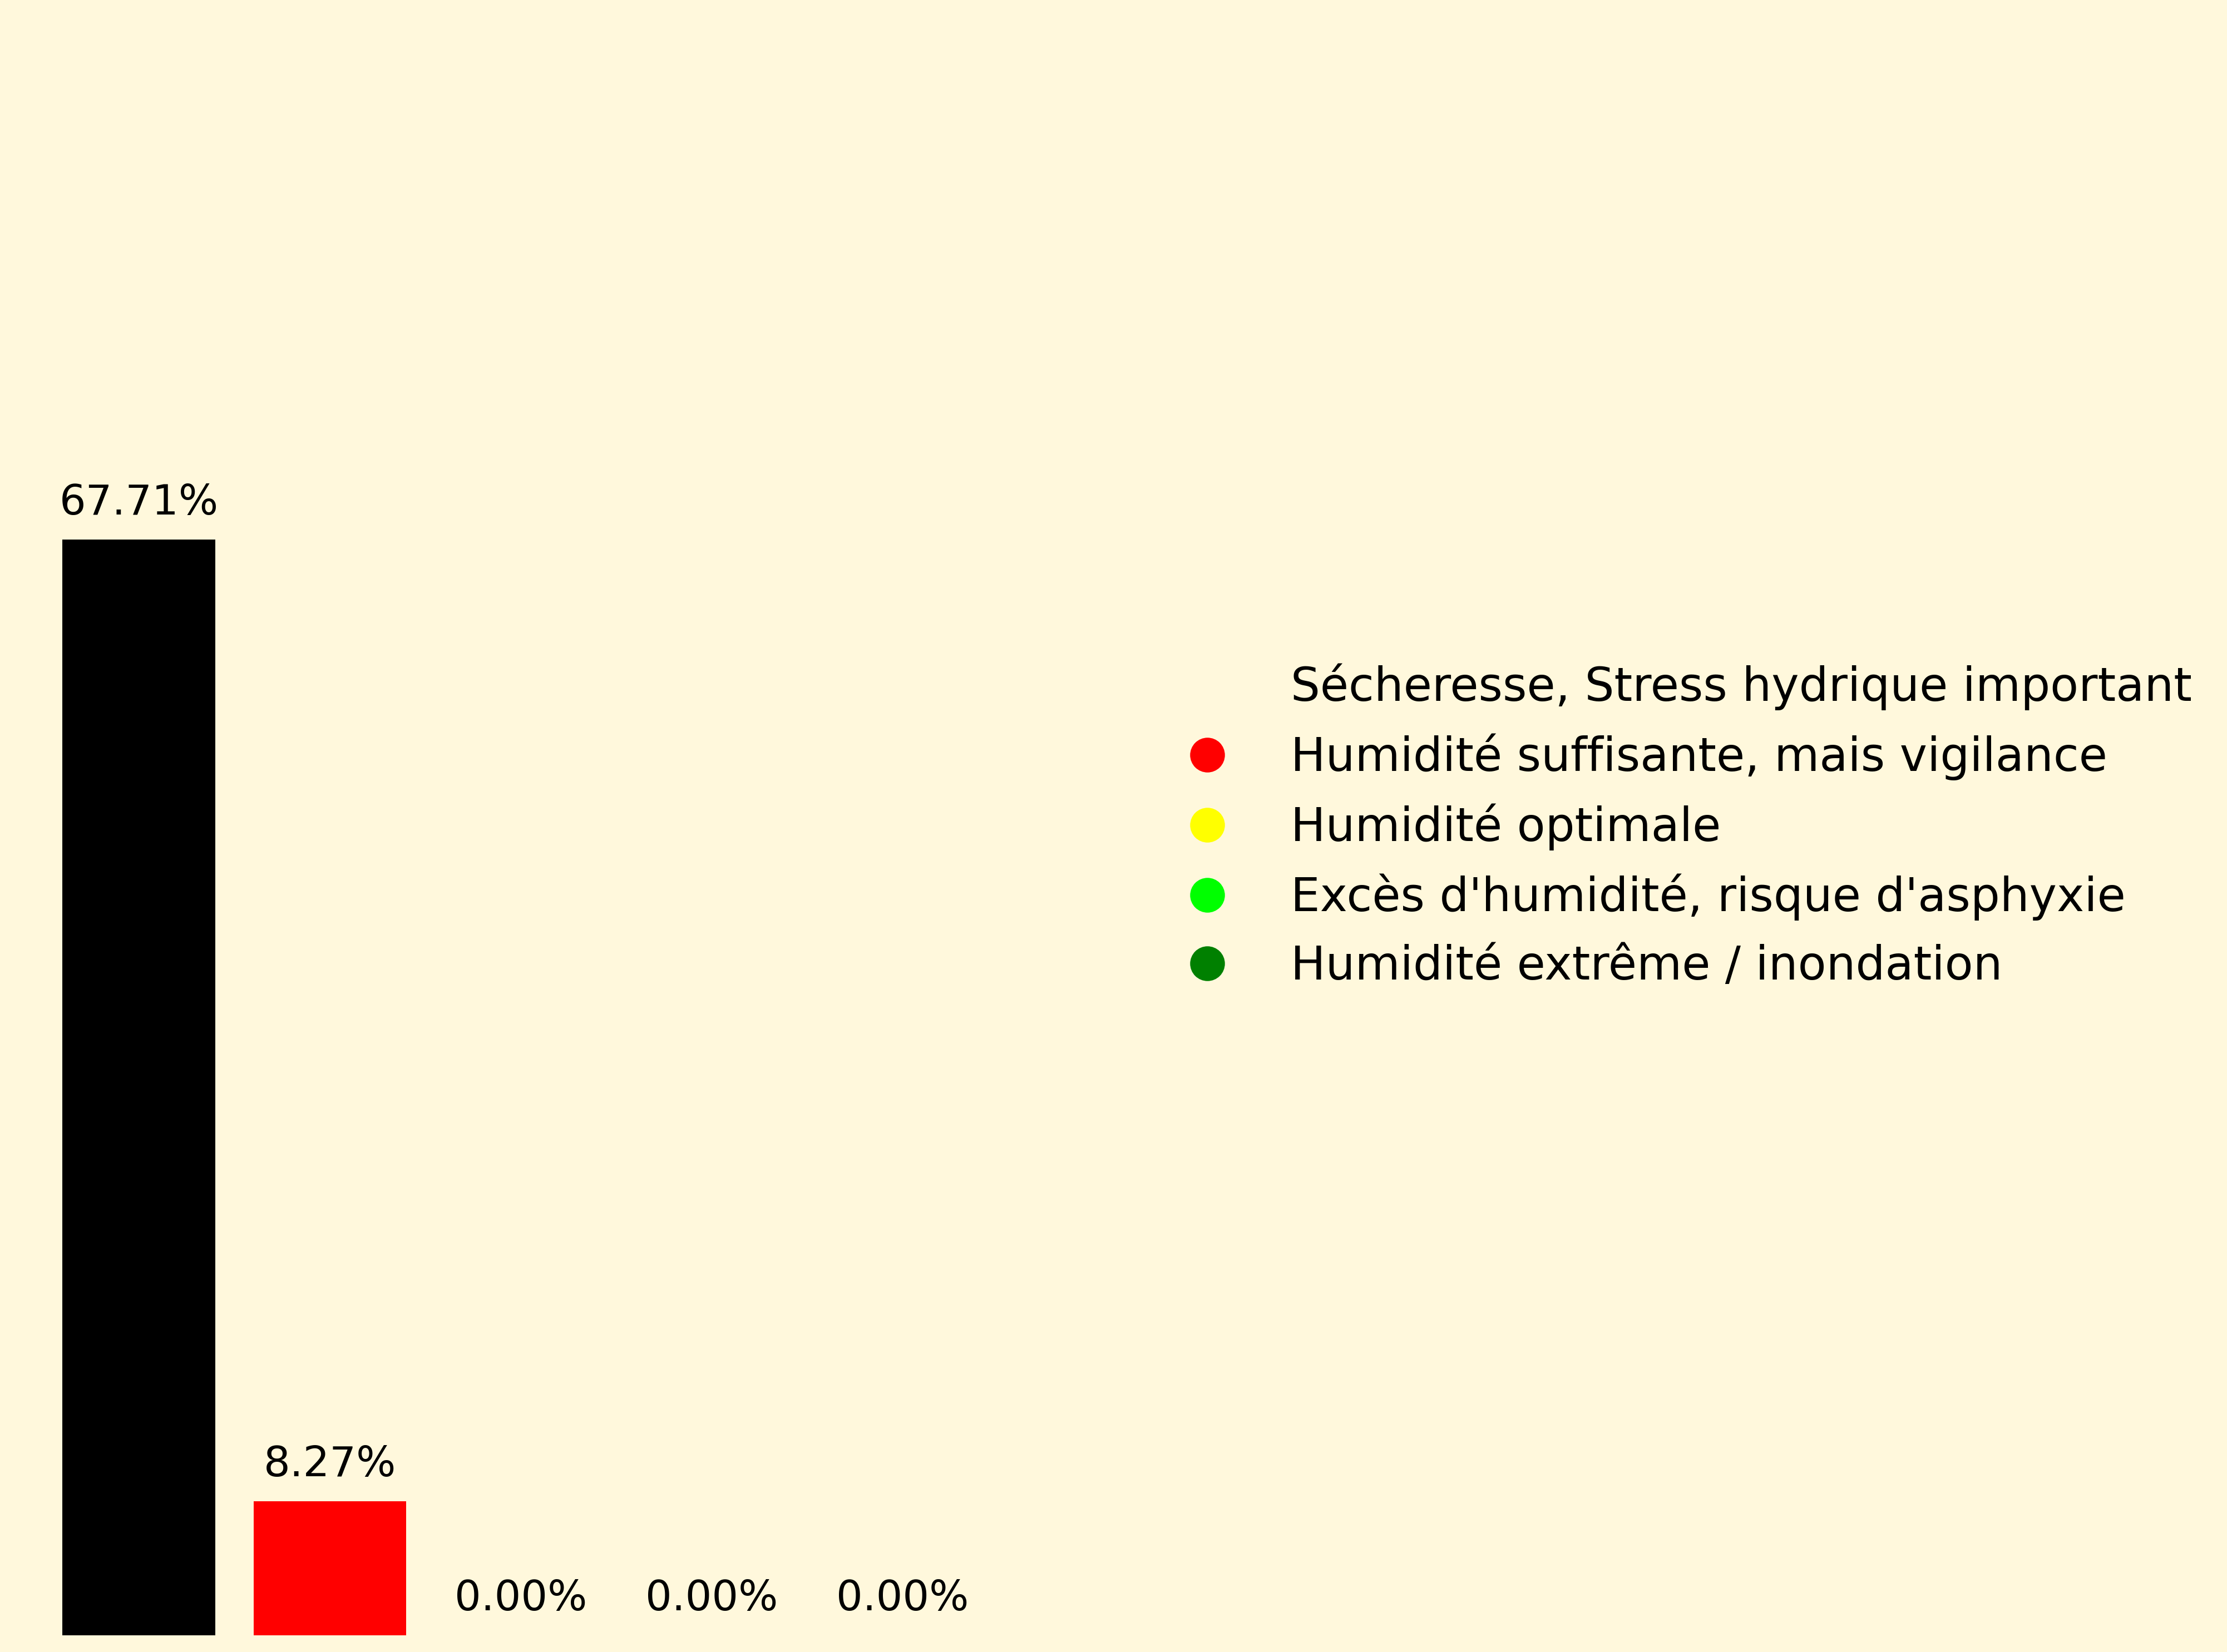 67.71%
8.27%
0.00%
0.00%
0.00%
Sécheresse, Stress hydrique important
Humidité suffisante, mais vigilance
Humidité optimale
Excès d'humidité, risque d'asphyxie
Humidité extrême / inondation